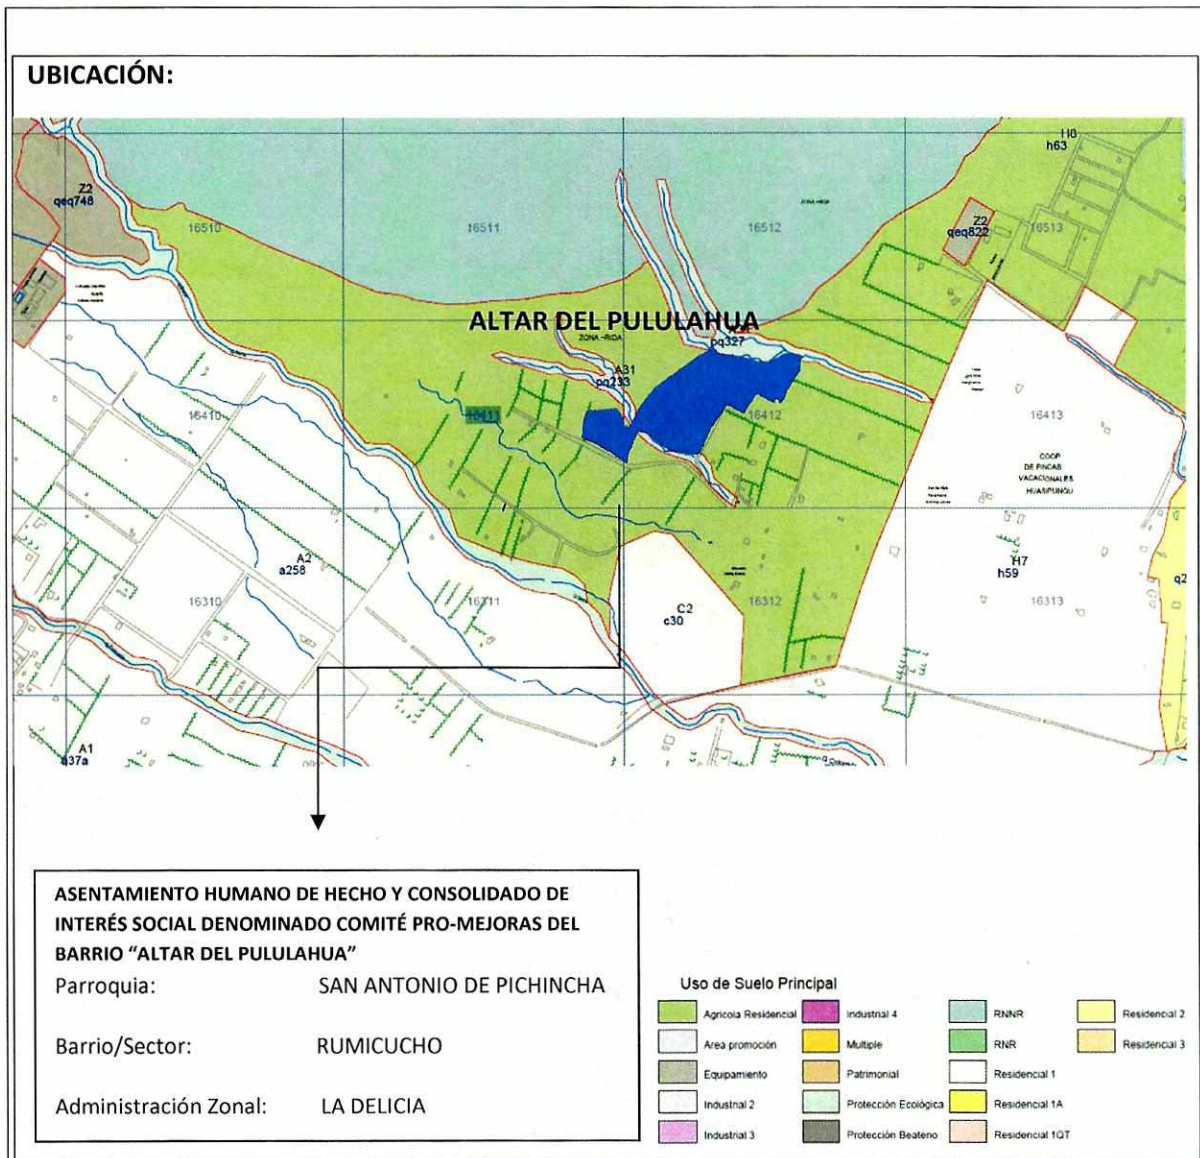 UBICACIÓN:
h63
Z2
qeq748
16510
16511
16512
Z2
qeq822
16513
ALTAR DEL PULULAHUA
pq327
A31
pq233
16410
16411
16412
16413
COOP
DE FINCAS
VACACIONALES
HUASIPUNGU
A2
a258
H7
h59
16310
16311
C2
c30
16312
16313
A1
a37a
ASENTAMIENTO HUMANO DE HECHO Y CONSOLIDADO DE
INTERÉS SOCIAL DENOMINADO COMITÉ PRO-MEJORAS DEL
BARRIO “ALTAR DEL PULULAHUA”
Parroquia: SAN ANTONIO DE PICHINCHA
Barrio/Sector: RUMICUCHO
Administración Zonal: LA DELICIA
Uso de Suelo Principal
Agricola Residencial
Area promoción
Equipamiento
Industrial 2
Industrial 3
Industrial 4
Multiple
Patrimonial
Protección Ecológica
Protección Beaterio
RNNR
RNR
Residencial 1
Residencial 1A
Residencial 1QT
Residencial 2
Residencial 3